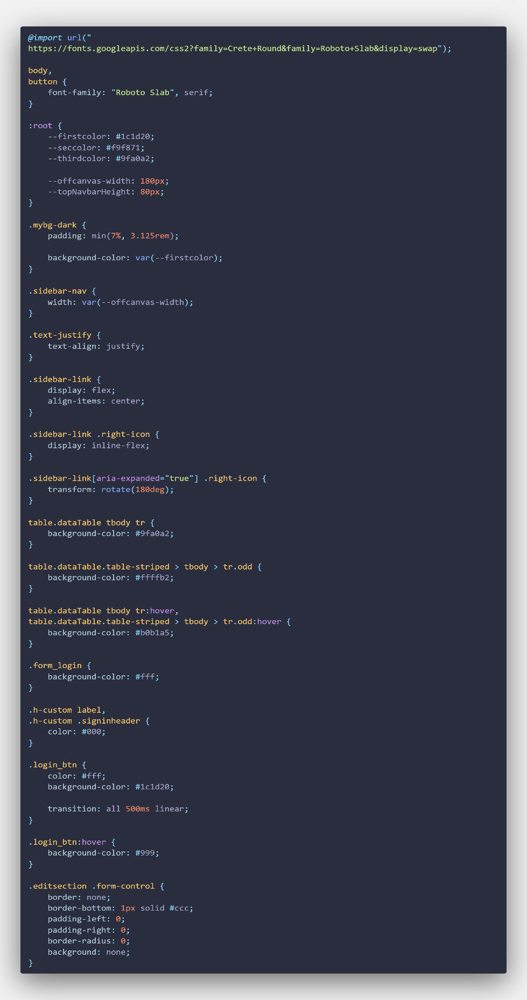 @import url("
https://fonts.googleapis.com/css2?family=Crete+Round&family=Roboto+Slab&display=swap");

body,
button {
    font-family: "Roboto Slab", serif;
}

:root {
    --firstcolor: #1c1d20;
    --seccolor: #f9f871;
    --thirdcolor: #9fa0a2;

    --offcanvas-width: 180px;
    --topNavbarHeight: 80px;
}

.mybg-dark {
    padding: min(7%, 3.125rem);

    background-color: var(--firstcolor);
}

.sidebar-nav {
    width: var(--offcanvas-width);
}

.text-justify {
    text-align: justify;
}

.sidebar-link {
    display: flex;
    align-items: center;
}

.sidebar-link .right-icon {
    display: inline-flex;
}

.sidebar-link[aria-expanded="true"] .right-icon {
    transform: rotate(180deg);
}

table.dataTable tbody tr {
    background-color: #9fa0a2;
}

table.dataTable.table-striped > tbody > tr.odd {
    background-color: #ffffb2;
}

table.dataTable tbody tr:hover,
table.dataTable.table-striped > tbody > tr.odd:hover {
    background-color: #b0b1a5;
}

.form_login {
    background-color: #fff;
}

.h-custom label,
.h-custom .signinheader {
    color: #000;
}

.login_btn {
    color: #fff;
    background-color: #1c1d20;

    transition: all 500ms linear;
}

.login_btn:hover {
    background-color: #999;
}

.editsection .form-control {
    border: none;
    border-bottom: 1px solid #ccc;
    padding-left: 0;
    padding-right: 0;
    border-radius: 0;
    background: none;
}